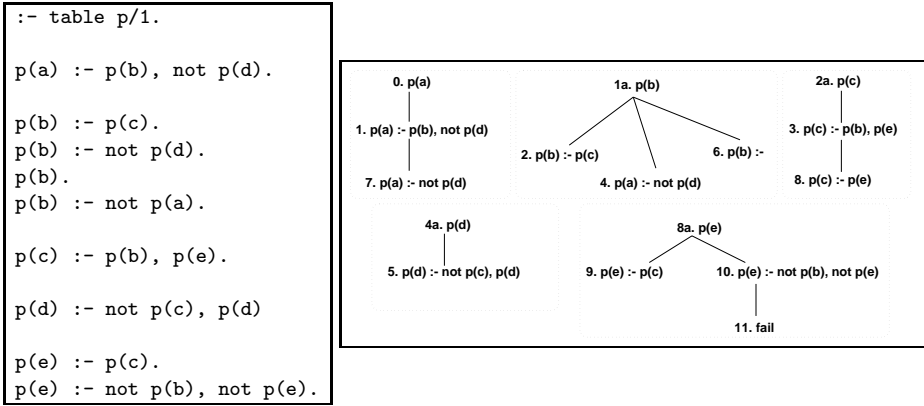 :- table p/1.
p(a) :- p(b), not p(d).
p(b) :- p(c).
p(b) :- not p(d).
p(b).
p(b) :- not p(a).
p(c) :- p(b), p(e).
p(d) :- not p(c), p(d)
p(e) :- p(c).
p(e) :- not p(b), not p(e).
0. p(a)
1. p(a) :- p(b), not p(d)
7. p(a) :- not p(d)
1a. p(b)
2. p(b) :- p(c)
4. p(a) :- not p(d)
6. p(b) :-
2a. p(c)
3. p(c) :- p(b), p(e)
8. p(c) :- p(e)
4a. p(d)
5. p(d) :- not p(c), p(d)
8a. p(e)
9. p(e) :- p(c)
10. p(e) :- not p(b), not p(e)
11. fail